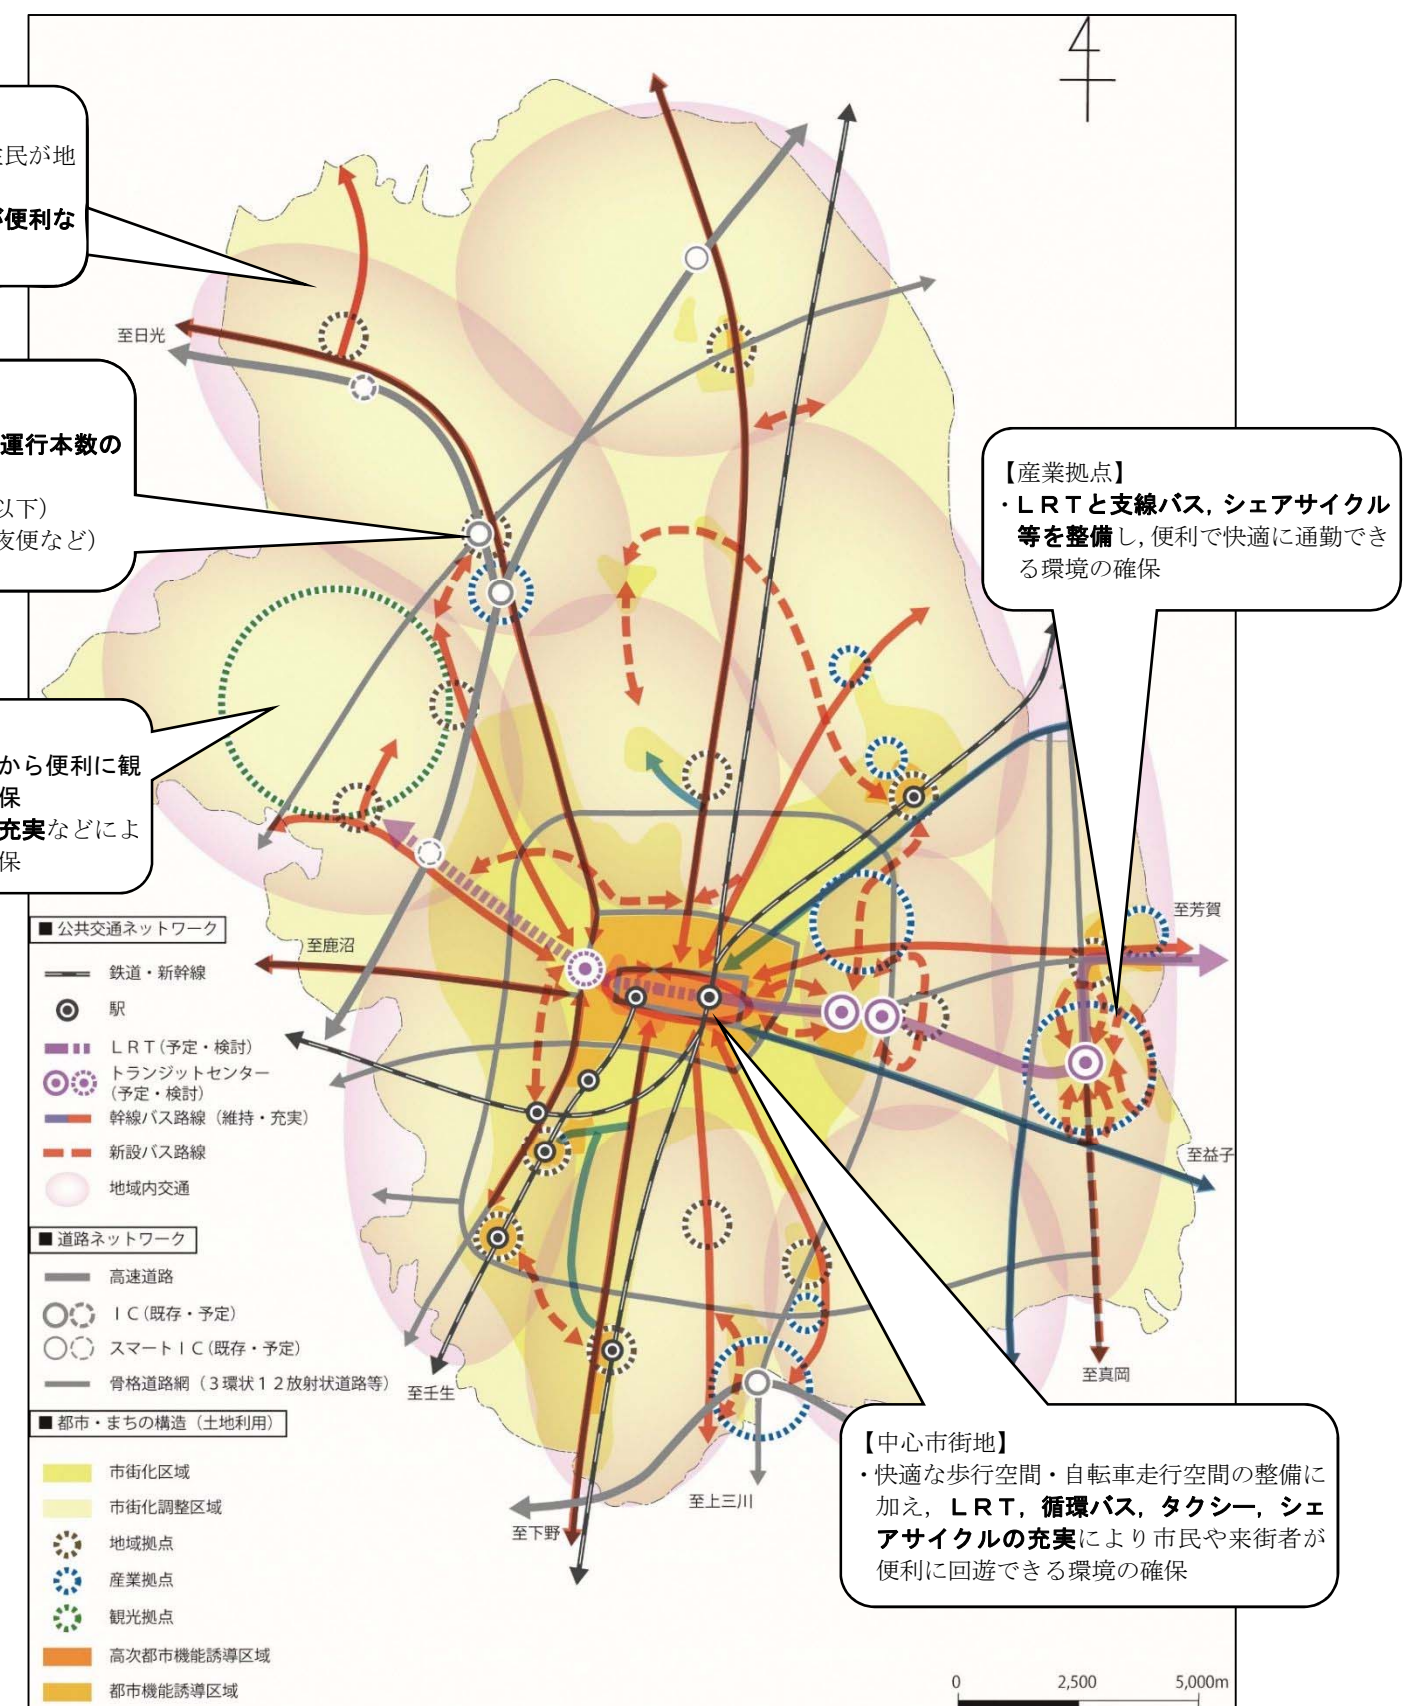 4
主民が地
が便利な
至日光
運行本数の
以下）
夜便など）
【産業拠点】
・ＬＲＴと支線バス，シェアサイクル
等を整備し，便利で快適に通勤でき
る環境の確保
から便利に観
保
充実などによ
保
■ 公共交通ネットワーク
鉄道・新幹線
駅
ＬＲＴ（予定・検討）
トランジットセンター
（予定・検討）
幹線バス路線（維持・充実）
新設バス路線
地域内交通
■ 道路ネットワーク
高速道路
ＩＣ（既存・予定）
スマートＩＣ（既存・予定）
骨格道路網（３環状１２放射状道路等）
■ 都市・まちの構造（土地利用）
市街化区域
市街化調整区域
地域拠点
産業拠点
観光拠点
高次都市機能誘導区域
都市機能誘導区域
至鹿沼
至芳賀
至益子
至真岡
至壬生
至上三川
至下野
【中心市街地】
・快適な歩行空間・自転車走行空間の整備に
加え，ＬＲＴ，循環バス，タクシー，シェ
アサイクルの充実により市民や来街者が
便利に回遊できる環境の確保
0 2,500 5,000m